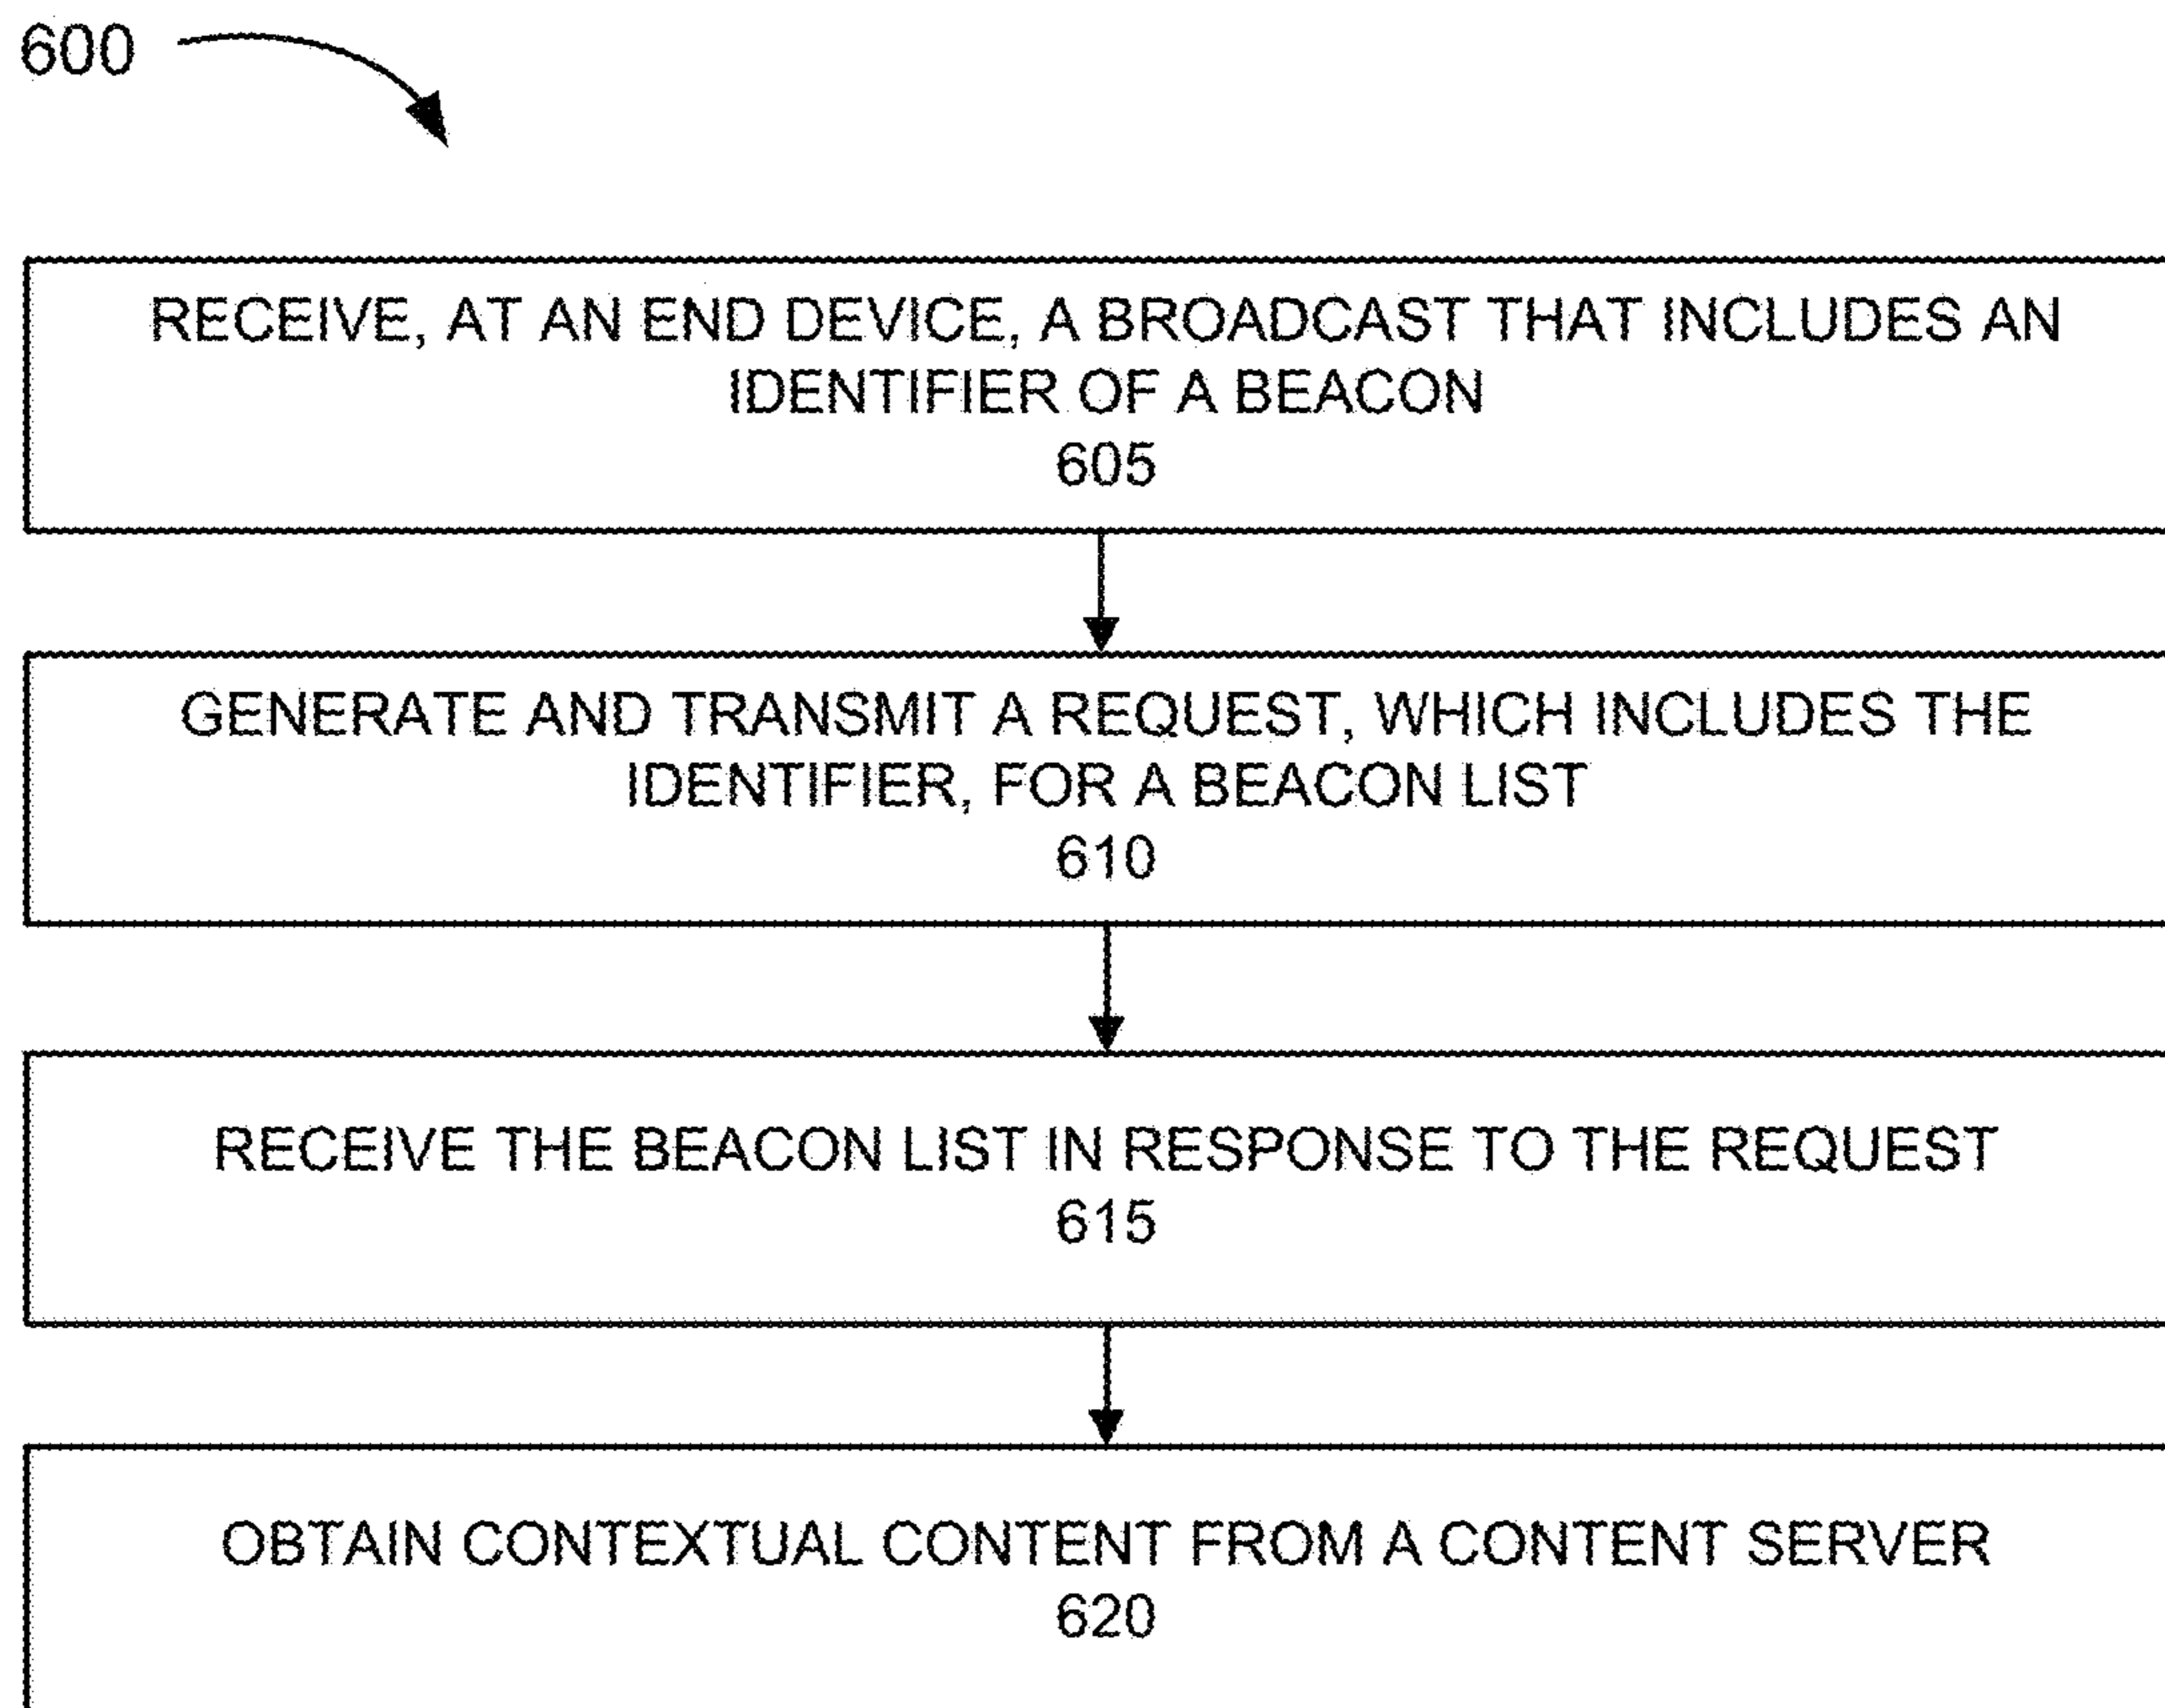 600
RECEIVE, AT AN END DEVICE, A BROADCAST THAT INCLUDES AN
IDENTIFIER OF A BEACON
605
GENERATE AND TRANSMIT A REQUEST, WHICH INCLUDES THE
IDENTIFIER, FOR A BEACON LIST
610
RECEIVE THE BEACON LIST IN RESPONSE TO THE REQUEST
615
OBTAIN CONTEXTUAL CONTENT FROM A CONTENT SERVER
620